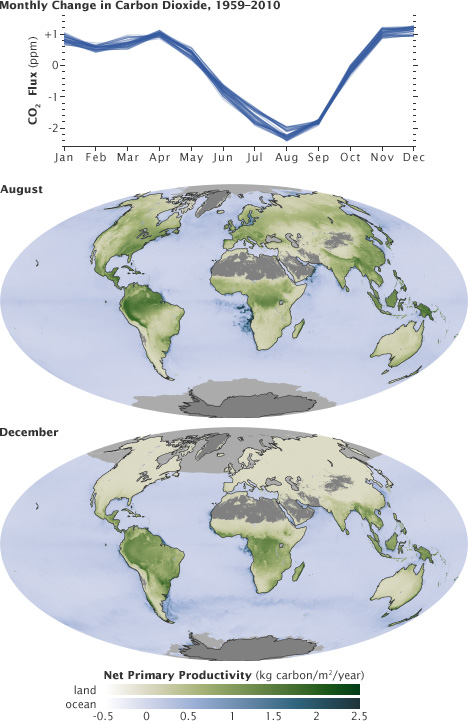 Monthly Change in Carbon Dioxide, 1959–2010
CO2 Flux (ppm)
+1
0
-1
-2
Jan Feb Mar Apr May Jun Jul Aug Sep Oct Nov Dec
August
December
Net Primary Productivity (kg carbon/m²/year)
land
ocean
-0.5 0 0.5 1 1.5 2 2.5